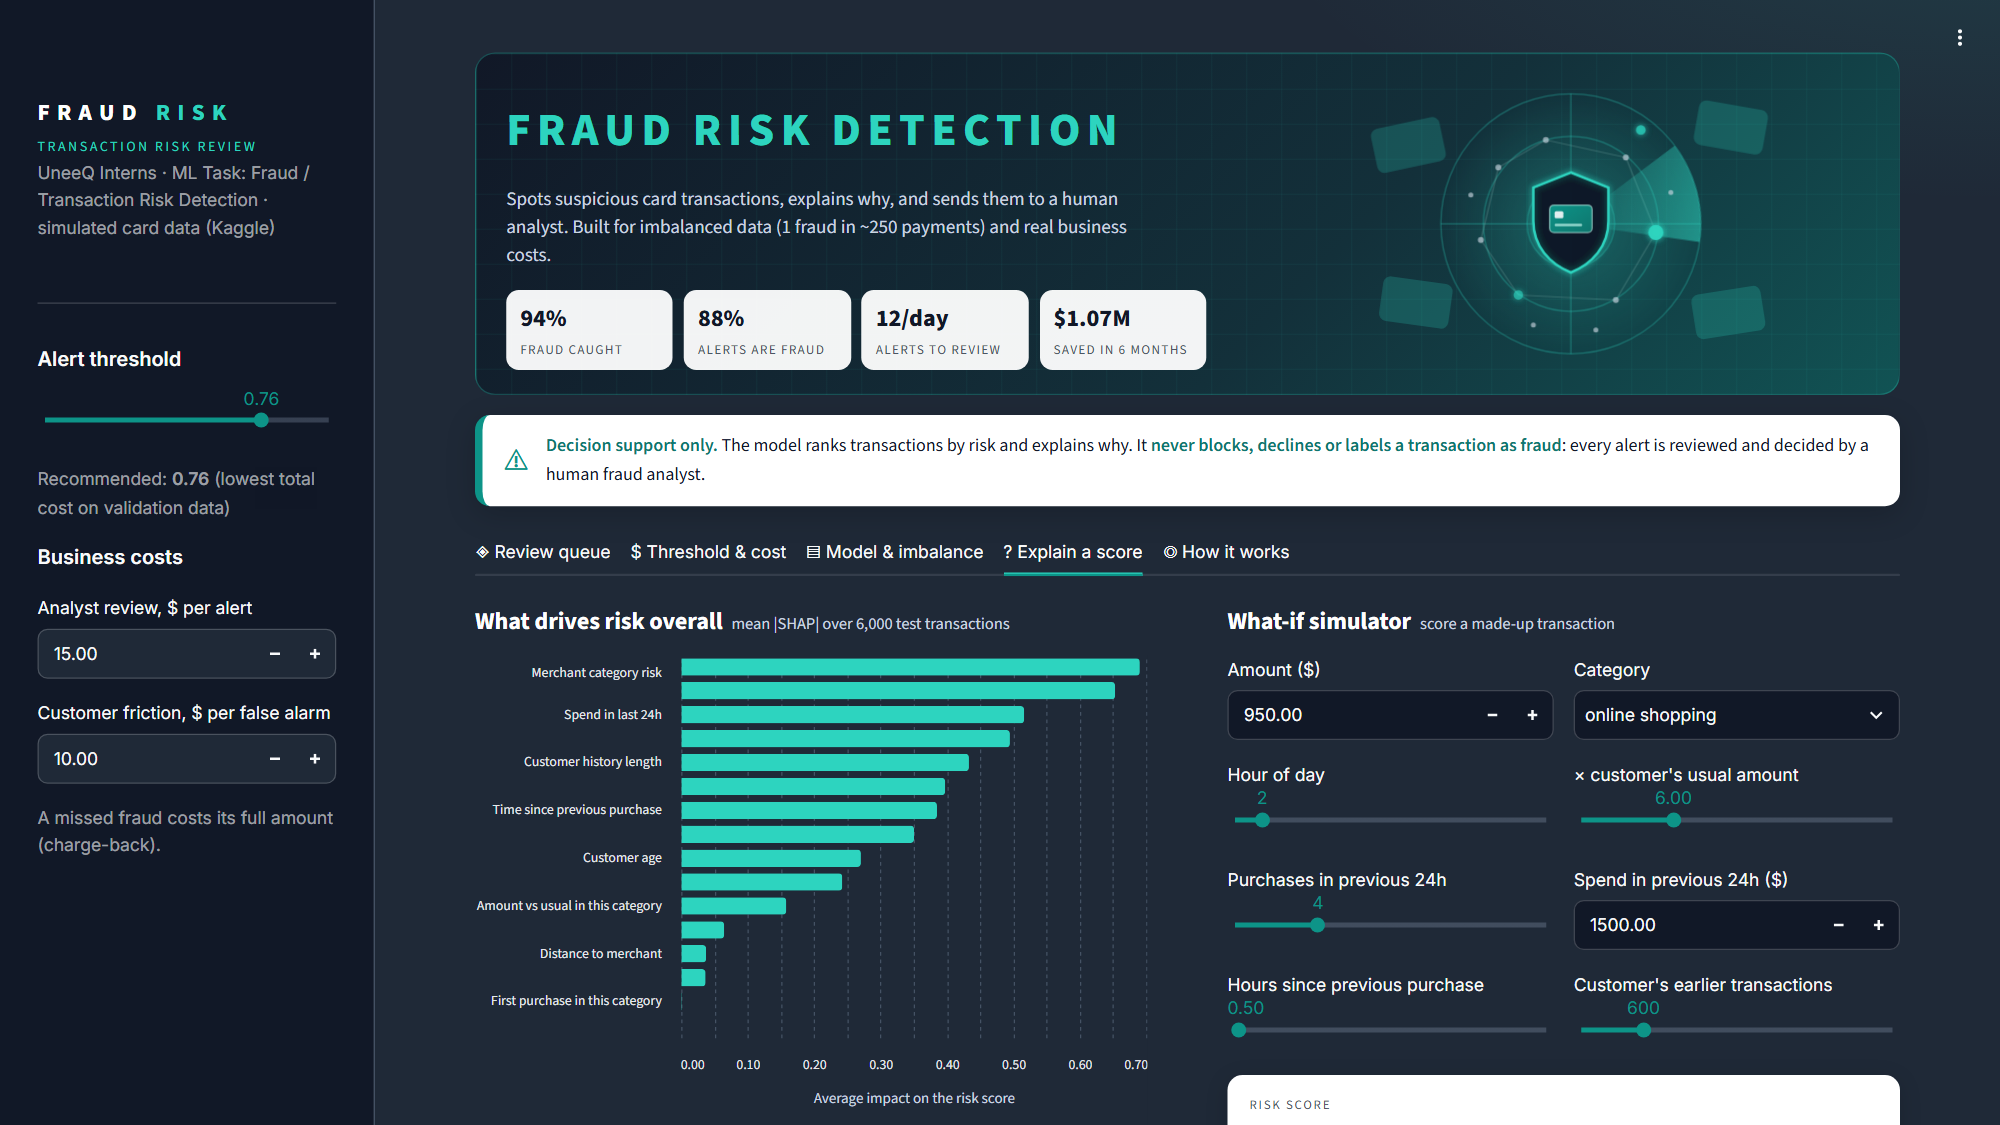 FRAUD RISK
TRANSACTION RISK REVIEW
UneeQ Interns · ML Task: Fraud /
Transaction Risk Detection ·
simulated card data (Kaggle)
Alert threshold
0.76
Recommended: 0.76 (lowest total
cost on validation data)
Business costs
Analyst review, $ per alert
15.00
Customer friction, $ per false alarm
10.00
A missed fraud costs its full amount
(charge-back).
FRAUD RISK DETECTION
Spots suspicious card transactions, explains why, and sends them to a human
analyst. Built for imbalanced data (1 fraud in ~250 payments) and real business
costs.
94%
FRAUD CAUGHT
88%
ALERTS ARE FRAUD
12/day
ALERTS TO REVIEW
$1.07M
SAVED IN 6 MONTHS
Decision support only. The model ranks transactions by risk and explains why. It never blocks, declines or labels a transaction as fraud: every alert is reviewed and decided by a
human fraud analyst.
Review queue
$ Threshold & cost
Model & imbalance
? Explain a score
How it works
What drives risk overall mean |SHAP| over 6,000 test transactions
Merchant category risk
Spend in last 24h
Customer history length
Time since previous purchase
Customer age
Amount vs usual in this category
Distance to merchant
First purchase in this category
0.00 0.10 0.20 0.30 0.40 0.50 0.60 0.70
Average impact on the risk score
What-if simulator score a made-up transaction
Amount ($)
950.00
Category
online shopping
Hour of day
2
× customer's usual amount
6.00
Purchases in previous 24h
4
Spend in previous 24h ($)
1500.00
Hours since previous purchase
0.50
Customer's earlier transactions
600
RISK SCORE